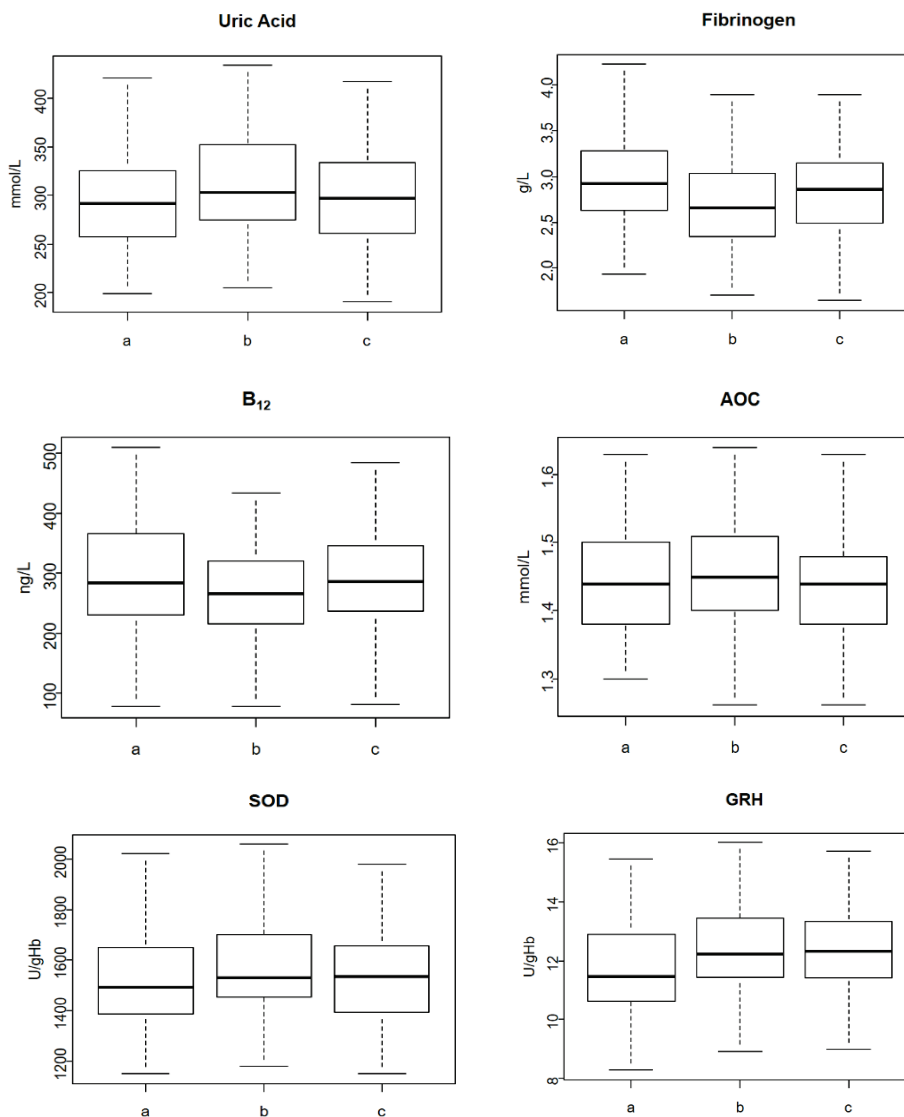 Uric Acid
mmol/L
400
350
300
250
200
a b c
Fibrinogen
g/L
4.0
3.5
3.0
2.5
2.0
a b c
B12
ng/L
500
400
300
200
100
a b c
AOC
mmol/L
1.6
1.5
1.4
1.3
a b c
SOD
U/gHb
2000
1800
1600
1400
1200
a b c
GRH
U/gHb
16
14
12
10
8
a b c